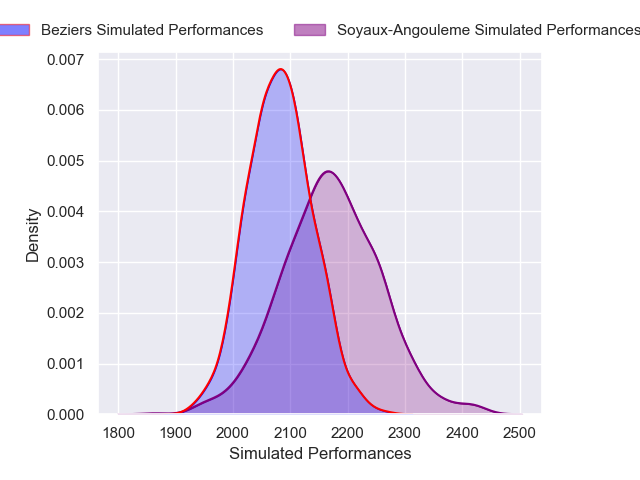 Beziers Simulated Performances
Soyaux-Angouleme Simulated Performances
0.007
0.006
0.005
0.004
0.003
0.002
0.001
0.000
Density
1800 1900 2000 2100 2200 2300 2400 2500
Simulated Performances